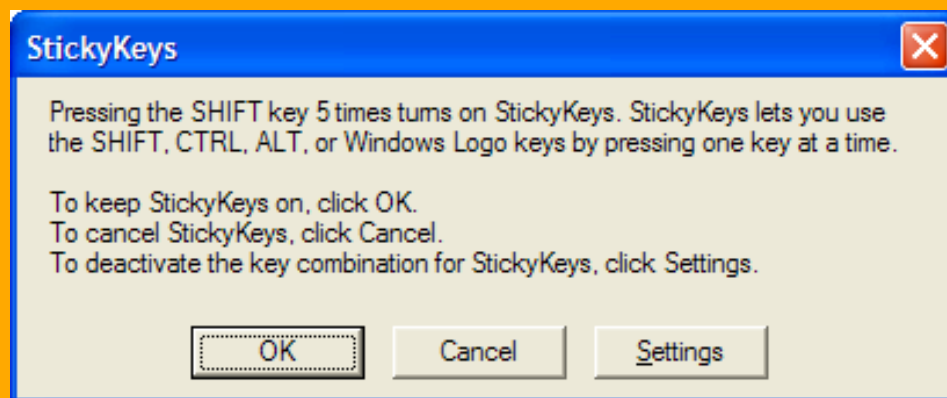 StickyKeys
Pressing the SHIFT key 5 times turns on StickyKeys. StickyKeys lets you use
the SHIFT, CTRL, ALT, or Windows Logo keys by pressing one key at a time.
To keep StickyKeys on, click OK.
To cancel StickyKeys, click Cancel.
To deactivate the key combination for StickyKeys, click Settings.
OK Cancel Settings